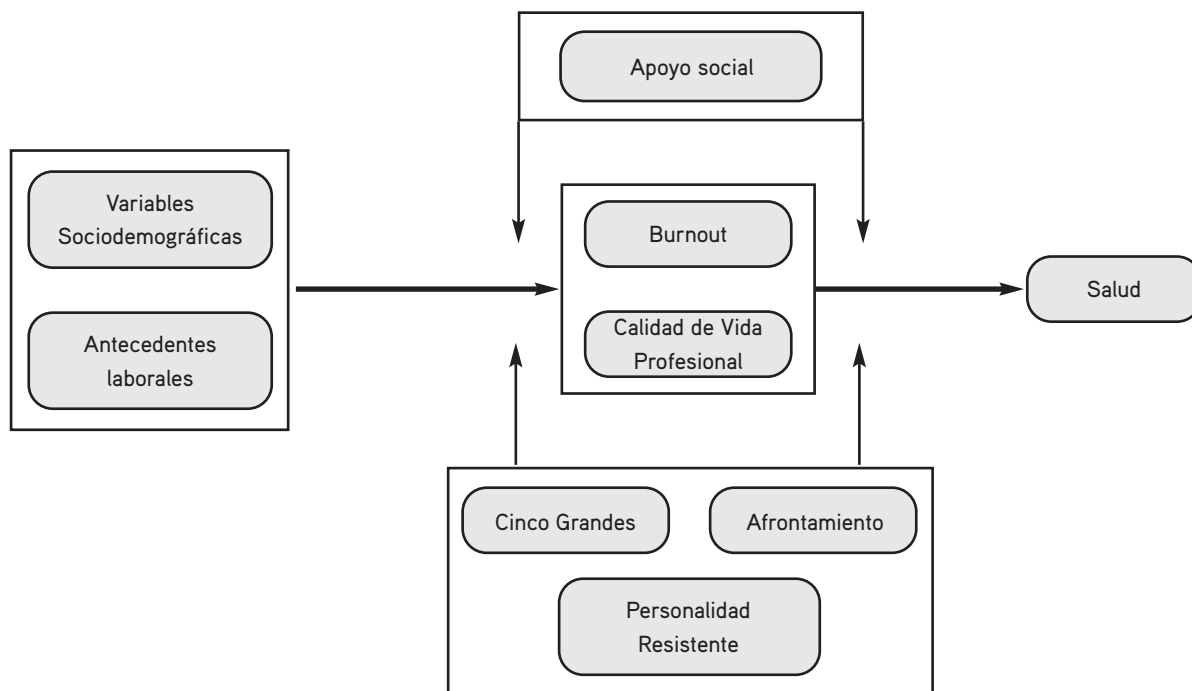 Apoyo social
Variables
Sociodemográficas
Antecedentes
laborales
Burnout
Calidad de Vida
Profesional
Salud
Cinco Grandes
Afrontamiento
Personalidad
Resistente